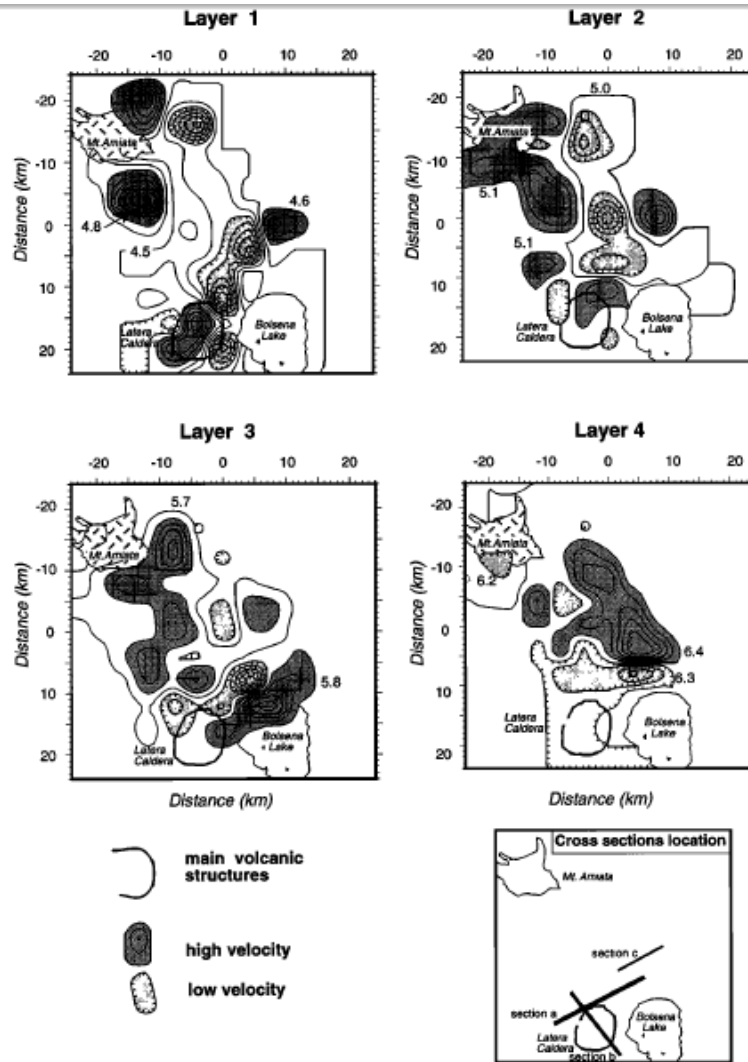 Layer 1
Layer 2
-20 -10 0 10 20
-20 -10 0 10 20
Distance (km)
-20
-10
0
10
20
Mt. Amiata
4.8
4.5
4.6
Latera
Caldera
Bolsena
Lake
Distance (km)
-20
-10
0
10
20
5.0
Mt. Amiata
5.1
5.1
Latera
Caldera
Bolsena
Lake
Layer 3
Layer 4
-20 -10 0 10 20
-20 -10 0 10 20
Distance (km)
-20
-10
0
10
20
5.7
Mt. Amiata
5.8
Latera
Caldera
Bolsena
Lake
Distance (km)
-20
-10
0
10
20
Mt. Amiata
6.2
6.4
6.3
Latera
Caldera
Bolsena
Lake
Distance (km)
Distance (km)
main volcanic
structures
high velocity
low velocity
Cross sections location
Mt. Amiata
section c
section a
Latera
Caldera
section b
Bolsena
Lake